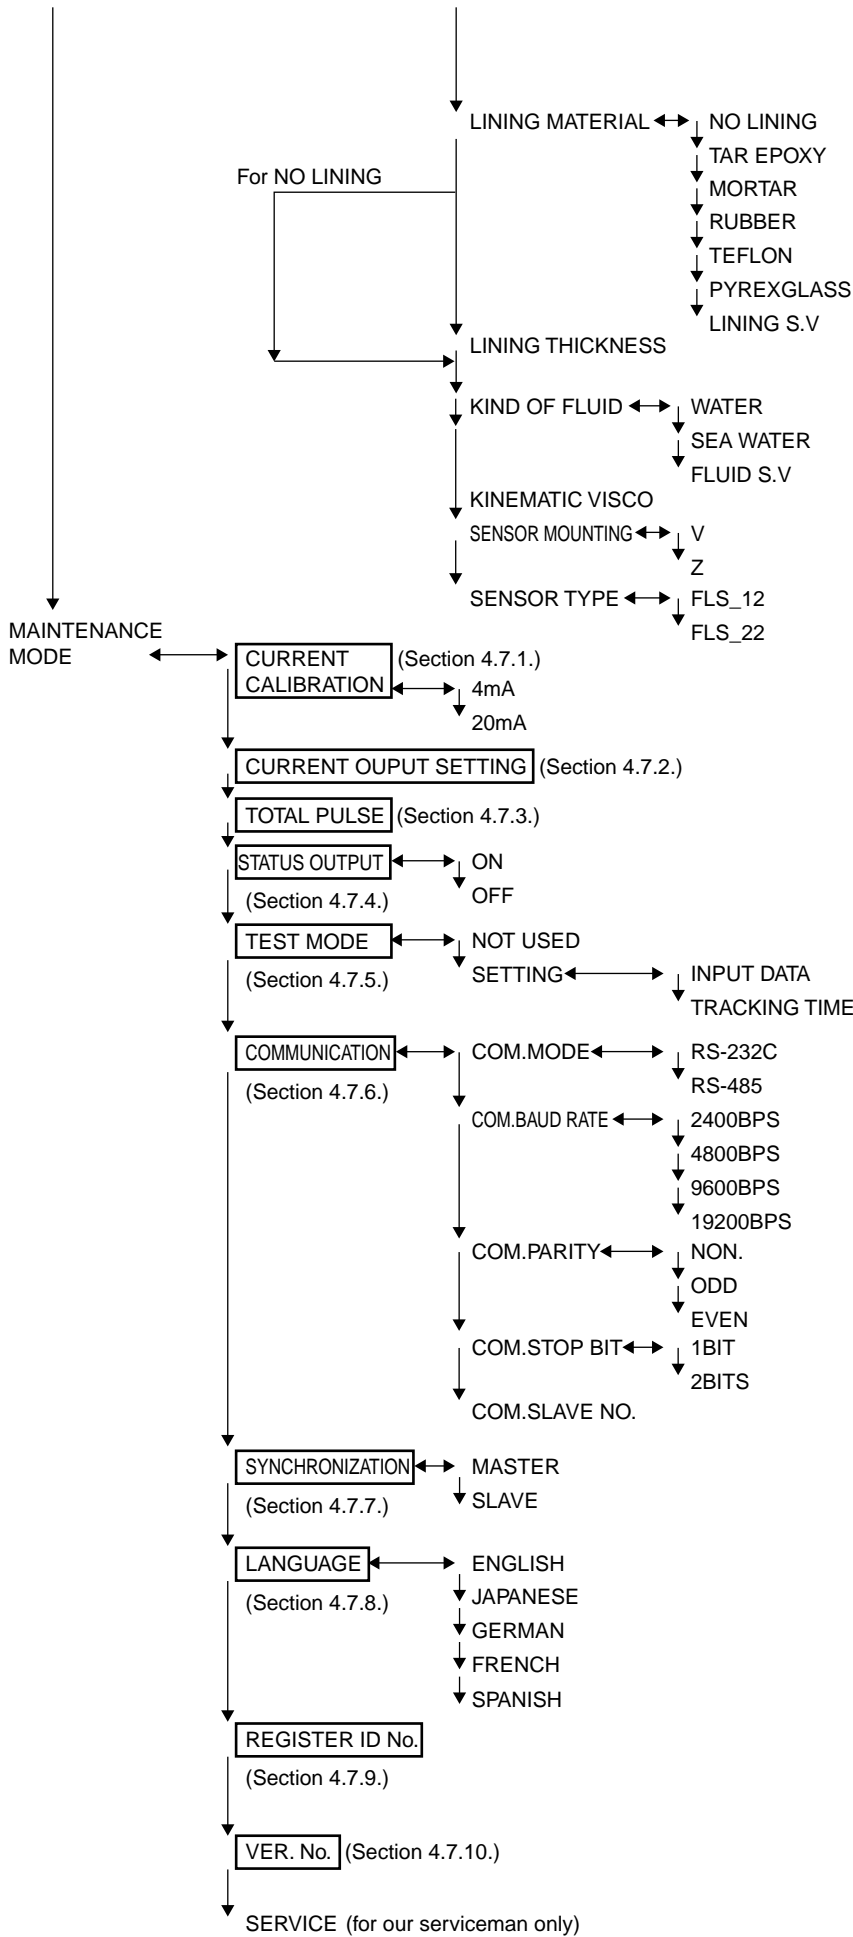 LINING MATERIAL NO LINING
TAR EPOXY
For NO LINING MORTAR
RUBBER
TEFLON
PYREXGLASS
LINING S.V
LINING THICKNESS
KIND OF FLUID WATER
SEA WATER
FLUID S.V
KINEMATIC VISCO
SENSOR MOUNTING V
Z
SENSOR TYPE FLS_12
FLS_22
MAINTENANCE
MODE
CURRENT (Section 4.7.1.)
CALIBRATION 4mA
20mA
CURRENT OUPUT SETTING (Section 4.7.2.)
TOTAL PULSE (Section 4.7.3.)
STATUS OUTPUT ON
(Section 4.7.4.) OFF
TEST MODE NOT USED
(Section 4.7.5.) SETTING INPUT DATA
TRACKING TIME
COMMUNICATION COM.MODE RS-232C
(Section 4.7.6.) RS-485
COM.BAUD RATE 2400BPS
4800BPS
9600BPS
19200BPS
COM.PARITY NON.
ODD
EVEN
COM.STOP BIT 1BIT
2BITS
COM.SLAVE NO.
SYNCHRONIZATION MASTER
(Section 4.7.7.) SLAVE
LANGUAGE ENGLISH
(Section 4.7.8.) JAPANESE
GERMAN
FRENCH
SPANISH
REGISTER ID No.
(Section 4.7.9.)
VER. No. (Section 4.7.10.)
SERVICE (for our serviceman only)